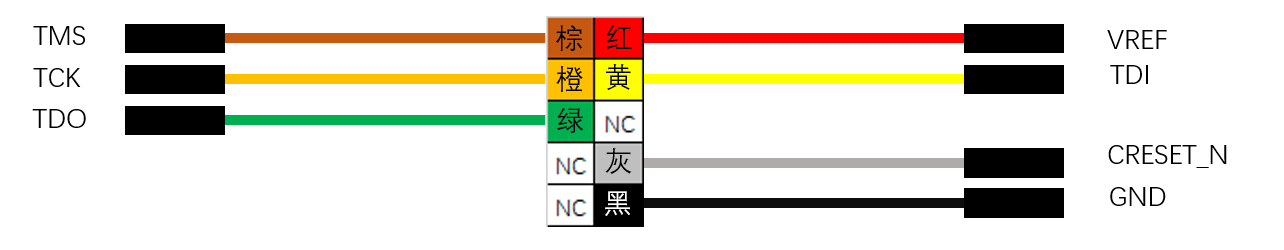 TMS 棕 红 VREF
TCK 橙 黄 TDI
TDO 绿 NC
NC 灰 CRESET_N
NC 黑 GND